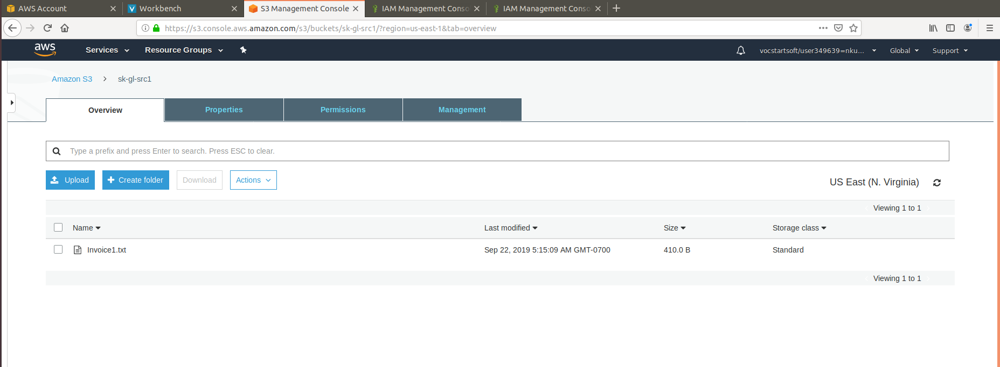 AWS Account
Workbench
S3 Management Console
IAM Management Conso
IAM Management Conso
https://s3.console.aws.amazon.com/s3/buckets/sk-gl-src1/?region=us-east-1&tab=overview
aws
Services
Resource Groups
vocstartsoft/user349639=nku...
Global
Support
Amazon S3 > sk-gl-src1
Overview
Properties
Permissions
Management
Type a prefix and press Enter to search. Press ESC to clear.
Upload
Create folder
Download
Actions
US East (N. Virginia)
Viewing 1 to 1
Name
Last modified
Size
Storage class
Invoice1.txt
Sep 22, 2019 5:15:09 AM GMT-0700
410.0 B
Standard
Viewing 1 to 1